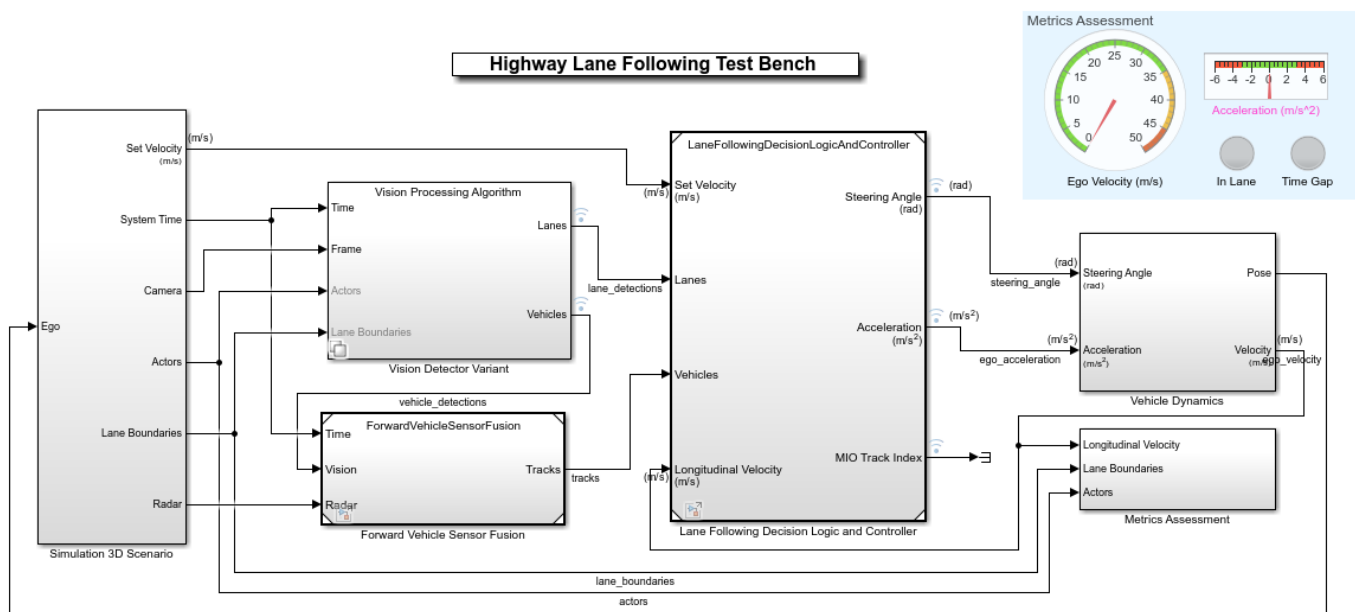 Highway Lane Following Test Bench
Metrics Assessment
0
5
10
15
20
25
30
35
40
45
50
Ego Velocity (m/s)
-6 -4 -2 0 2 4 6
Acceleration (m/s^2)
In Lane
Time Gap
Ego
Set Velocity
(m/s)
System Time
Camera
Actors
Lane Boundaries
Radar
Simulation 3D Scenario
(m/s)
Vision Processing Algorithm
Time
Frame
Actors
Lane Boundaries
Lanes
Vehicles
Vision Detector Variant
lane_detections
vehicle_detections
ForwardVehicleSensorFusion
Time
Vision
Radar
Tracks
Forward Vehicle Sensor Fusion
tracks
LaneFollowingDecisionLogicAndController
(m/s)
Set Velocity
(m/s)
Lanes
Vehicles
(m/s)
Longitudinal Velocity
(m/s)
Steering Angle
(rad)
Acceleration
(m/s²)
MIO Track Index
Lane Following Decision Logic and Controller
(rad)
steering_angle
(m/s²)
ego_acceleration
(rad)
Steering Angle
(rad)
(m/s²)
Acceleration
(m/s²)
Pose
Velocity
(m/s)
(m/s)
ego_velocity
Vehicle Dynamics
Longitudinal Velocity
Lane Boundaries
Actors
Metrics Assessment
lane_boundaries
actors